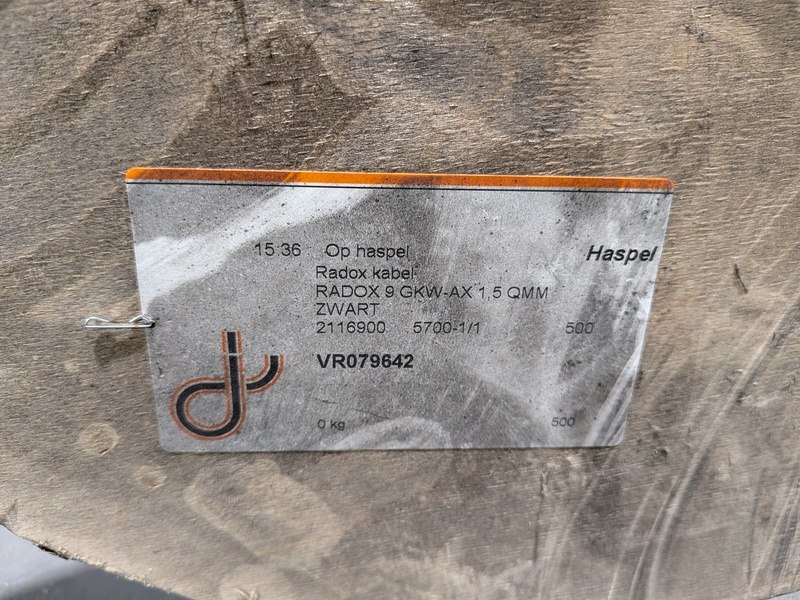 15:36 Op haspel Haspel
Radox kabel
RADOX 9 GKW-AX 1,5 QMM
ZWART
2116900 5700-1/1 500
VR079642
0 kg 500